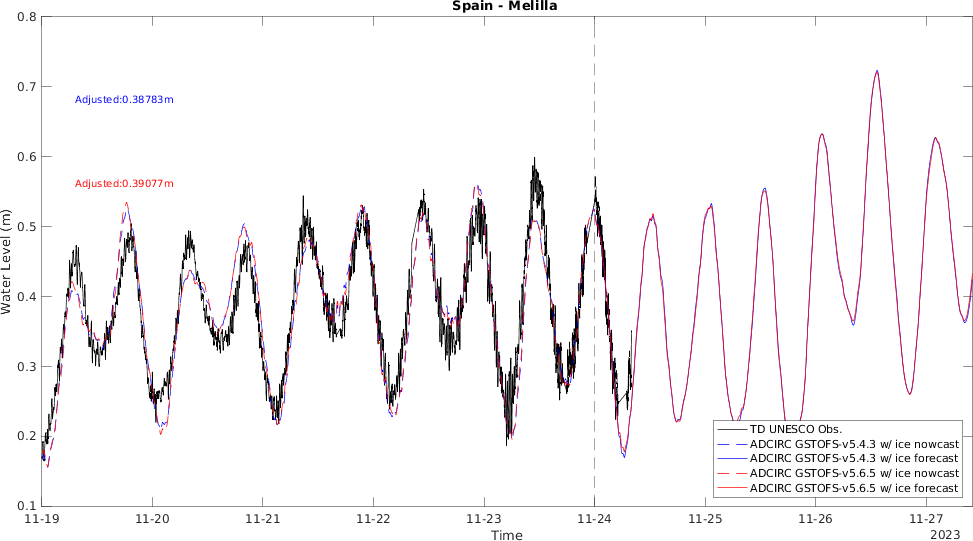 Spain - Melilla
0.8
0.7
0.6
0.5
0.4
0.3
0.2
0.1
Water Level (m)
Adjusted:0.38783m
Adjusted:0.39077m
TD UNESCO Obs.
ADCIRC GSTOFS-v5.4.3 w/ ice nowcast
ADCIRC GSTOFS-v5.4.3 w/ ice forecast
ADCIRC GSTOFS-v5.6.5 w/ ice nowcast
ADCIRC GSTOFS-v5.6.5 w/ ice forecast
11-19 11-20 11-21 11-22 11-23 11-24 11-25 11-26 11-27
Time
2023